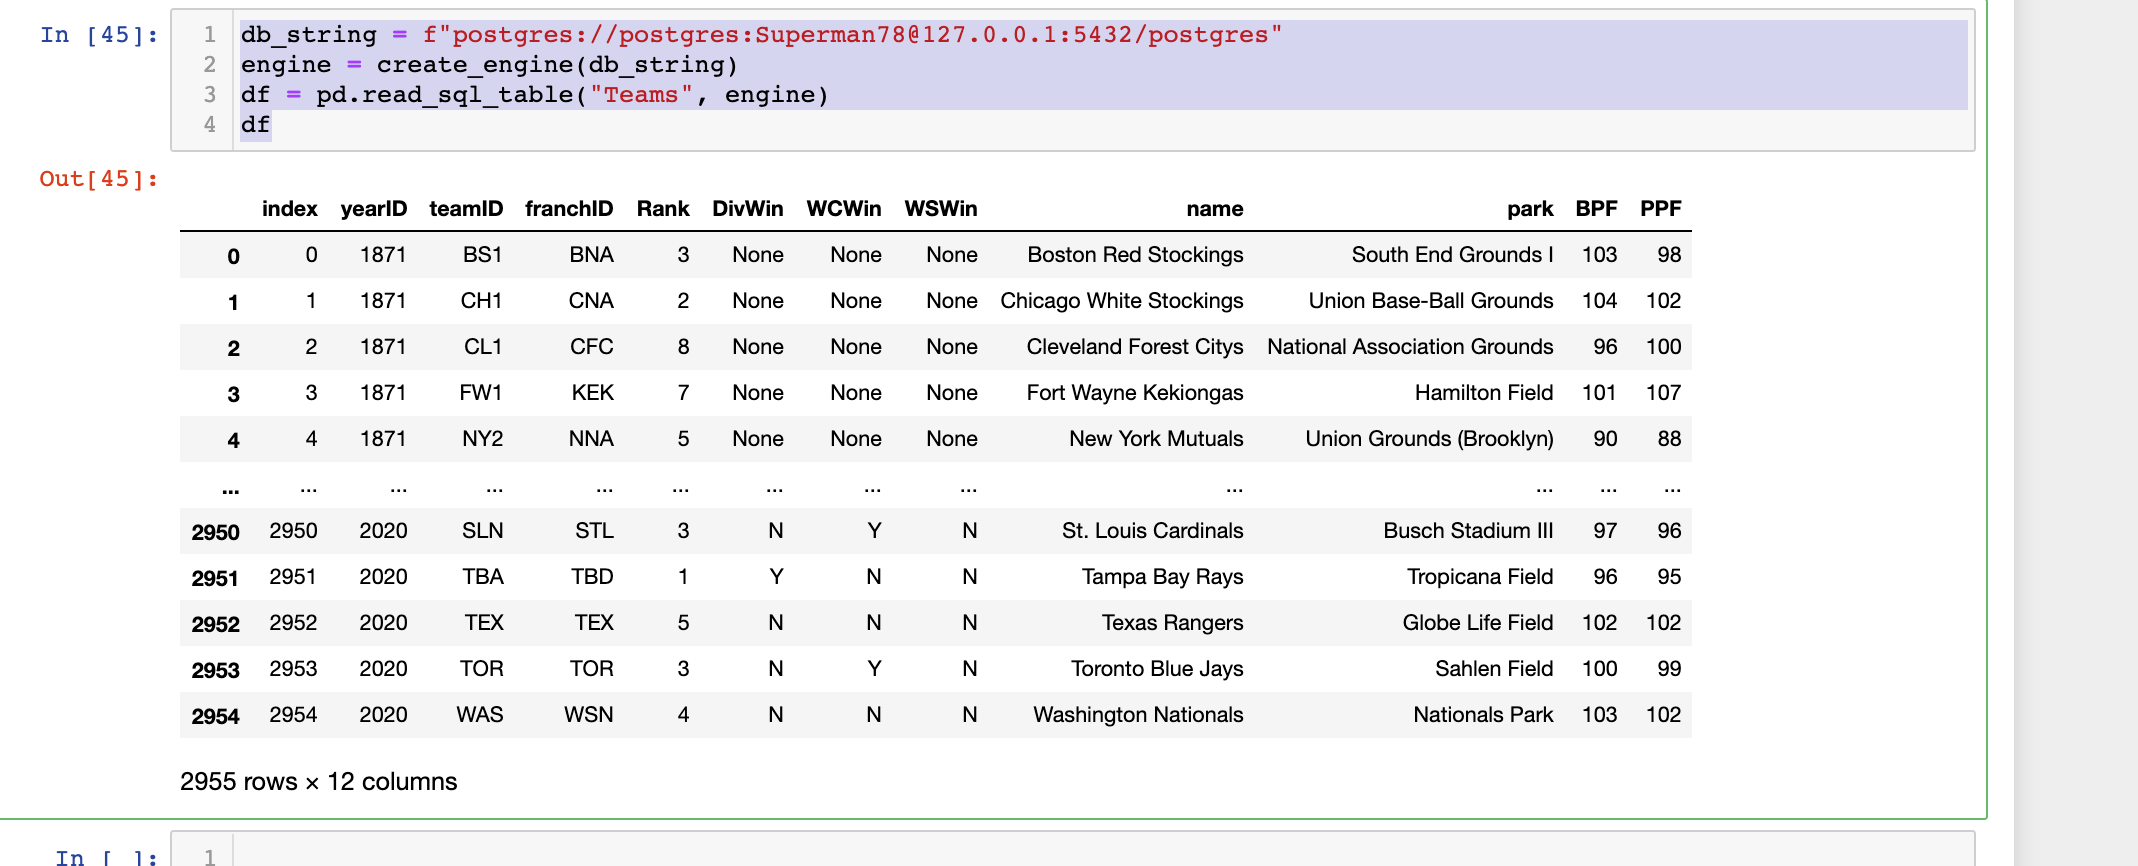 In [45]:
1 db_string = f"postgres://postgres:Superman78@127.0.0.1:5432/postgres"
2 engine = create_engine(db_string)
3 df = pd.read_sql_table("Teams", engine)
4 df
Out[45]:
index yearID teamID franchID Rank DivWin WCWin WSWin name park BPF PPF
0 0 1871 BS1 BNA 3 None None None Boston Red Stockings South End Grounds I 103 98
1 1 1871 CH1 CNA 2 None None None Chicago White Stockings Union Base-Ball Grounds 104 102
2 2 1871 CL1 CFC 8 None None None Cleveland Forest Citys National Association Grounds 96 100
3 3 1871 FW1 KEK 7 None None None Fort Wayne Kekiongas Hamilton Field 101 107
4 4 1871 NY2 NNA 5 None None None New York Mutuals Union Grounds (Brooklyn) 90 88
... ... ... ... ... ... ... ... ... ... ... ... ...
2950 2950 2020 SLN STL 3 N Y N St. Louis Cardinals Busch Stadium III 97 96
2951 2951 2020 TBA TBD 1 Y N N Tampa Bay Rays Tropicana Field 96 95
2952 2952 2020 TEX TEX 5 N N N Texas Rangers Globe Life Field 102 102
2953 2953 2020 TOR TOR 3 N Y N Toronto Blue Jays Sahlen Field 100 99
2954 2954 2020 WAS WSN 4 N N N Washington Nationals Nationals Park 103 102
2955 rows × 12 columns
In [ ]:
1